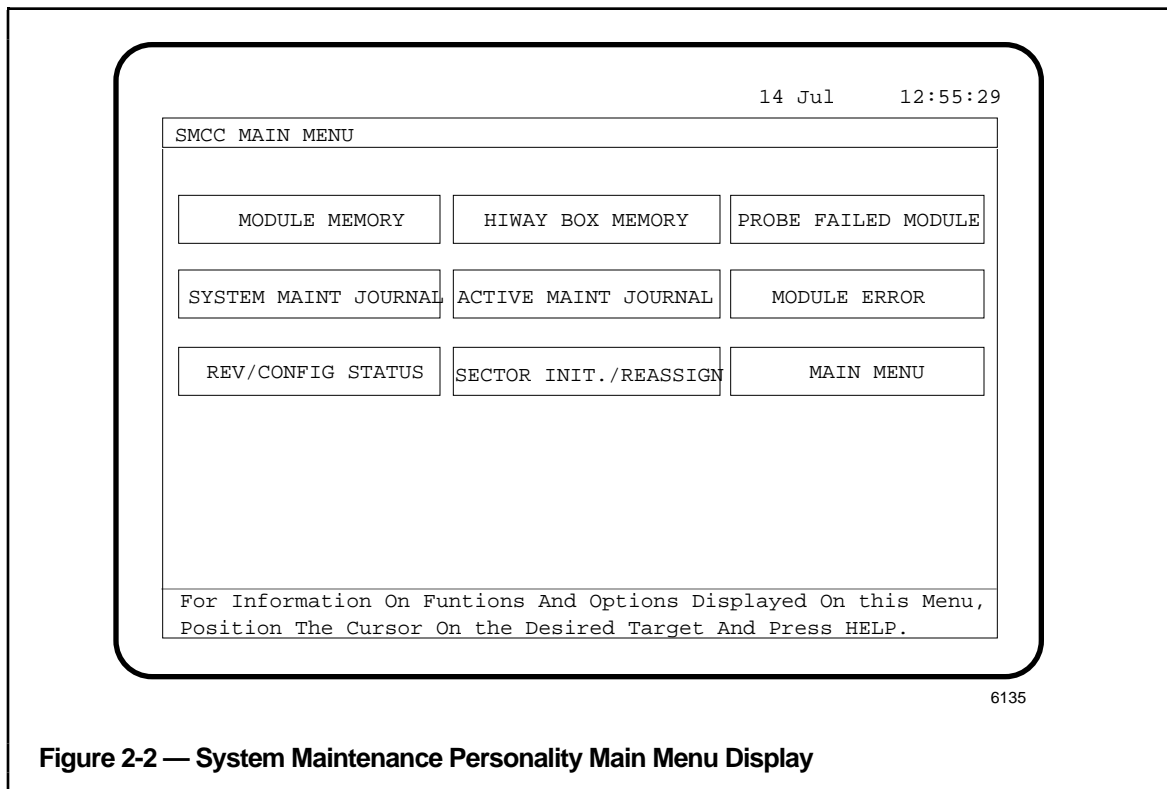 14 Jul 12:55:29
SMCC MAIN MENU
MODULE MEMORY HIWAY BOX MEMORY PROBE FAILED MODULE
SYSTEM MAINT JOURNAL ACTIVE MAINT JOURNAL MODULE ERROR
REV/CONFIG STATUS SECTOR INIT./REASSIGN MAIN MENU
For Information On Funtions And Options Displayed On this Menu,
Position The Cursor On the Desired Target And Press HELP.
6135
Figure 2-2 — System Maintenance Personality Main Menu Display